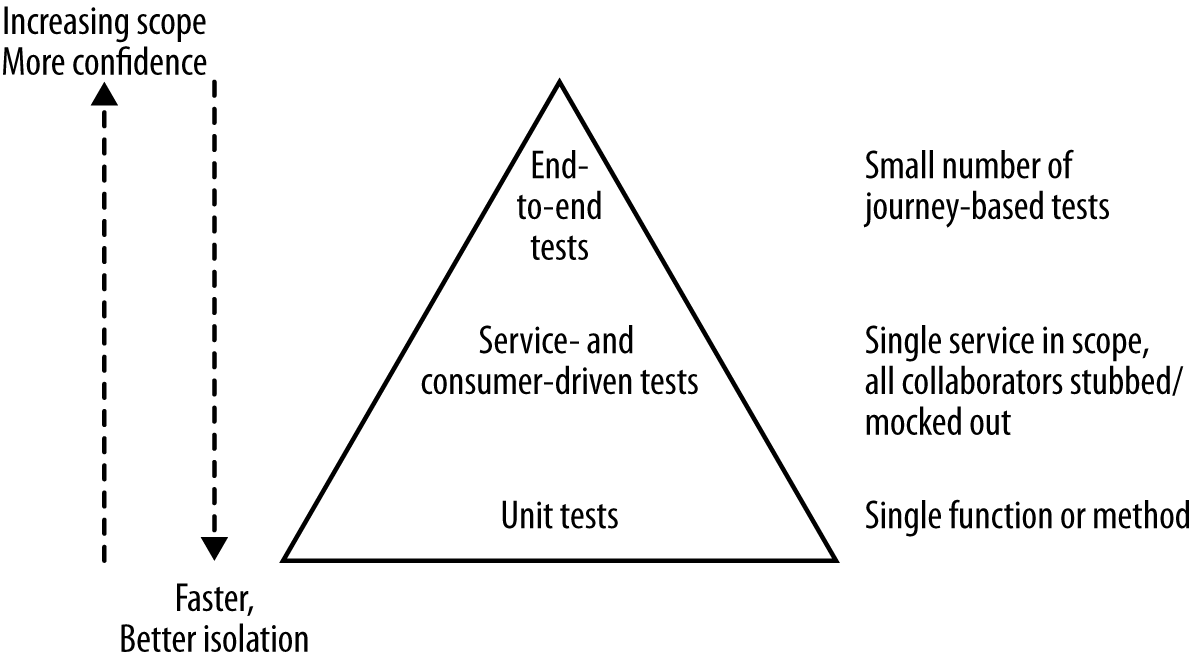 Increasing scope
More confidence
End-
to-end
tests
Small number of
journey-based tests
Service- and
consumer-driven tests
Single service in scope,
all collaborators stubbed/
mocked out
Unit tests
Single function or method
Faster,
Better isolation